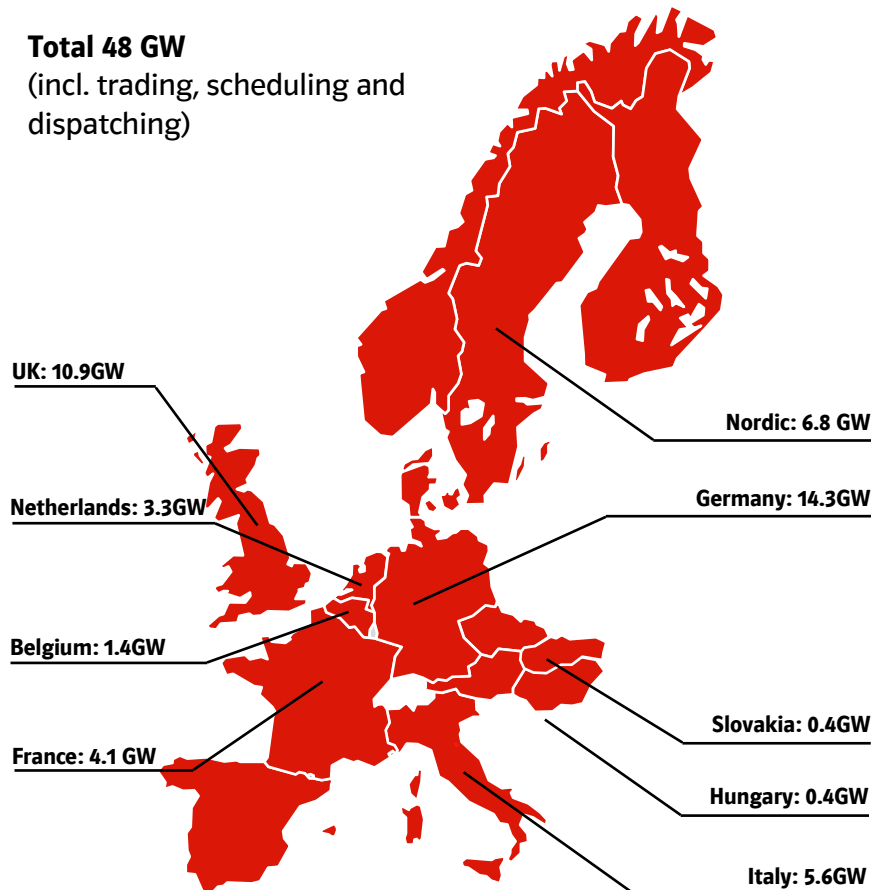 Total 48 GW
(incl. trading, scheduling and
dispatching)
UK: 10.9GW
Nordic: 6.8 GW
Netherlands: 3.3GW
Germany: 14.3GW
Belgium: 1.4GW
Slovakia: 0.4GW
France: 4.1 GW
Hungary: 0.4GW
Italy: 5.6GW